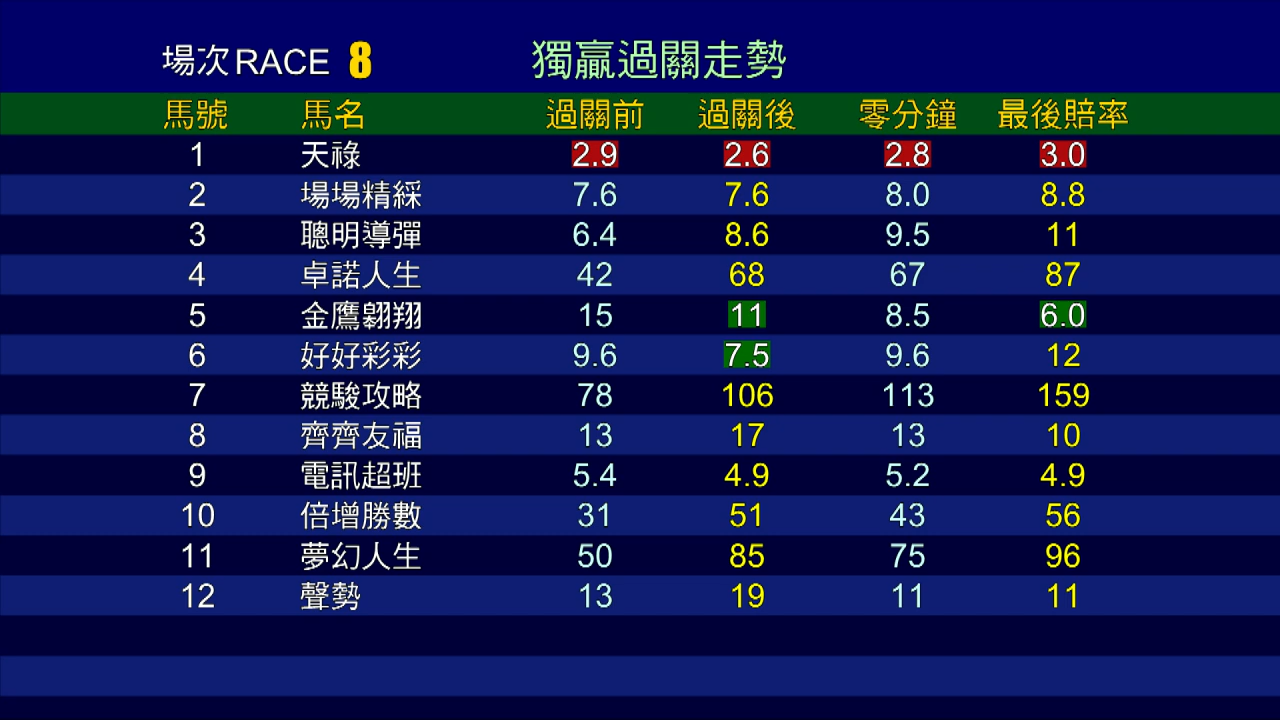 場次RACE 8 獨贏過關走勢
馬號 馬名 過關前 過關後 零分鐘 最後賠率
1 天祿 2.9 2.6 2.8 3.0
2 場場精綵 7.6 7.6 8.0 8.8
3 聰明導彈 6.4 8.6 9.5 11
4 卓諾人生 42 68 67 87
5 金鷹翱翔 15 11 8.5 6.0
6 好好彩彩 9.6 7.5 9.6 12
7 競駿攻略 78 106 113 159
8 齊齊友福 13 17 13 10
9 電訊超班 5.4 4.9 5.2 4.9
10 倍增勝數 31 51 43 56
11 夢幻人生 50 85 75 96
12 聲勢 13 19 11 11